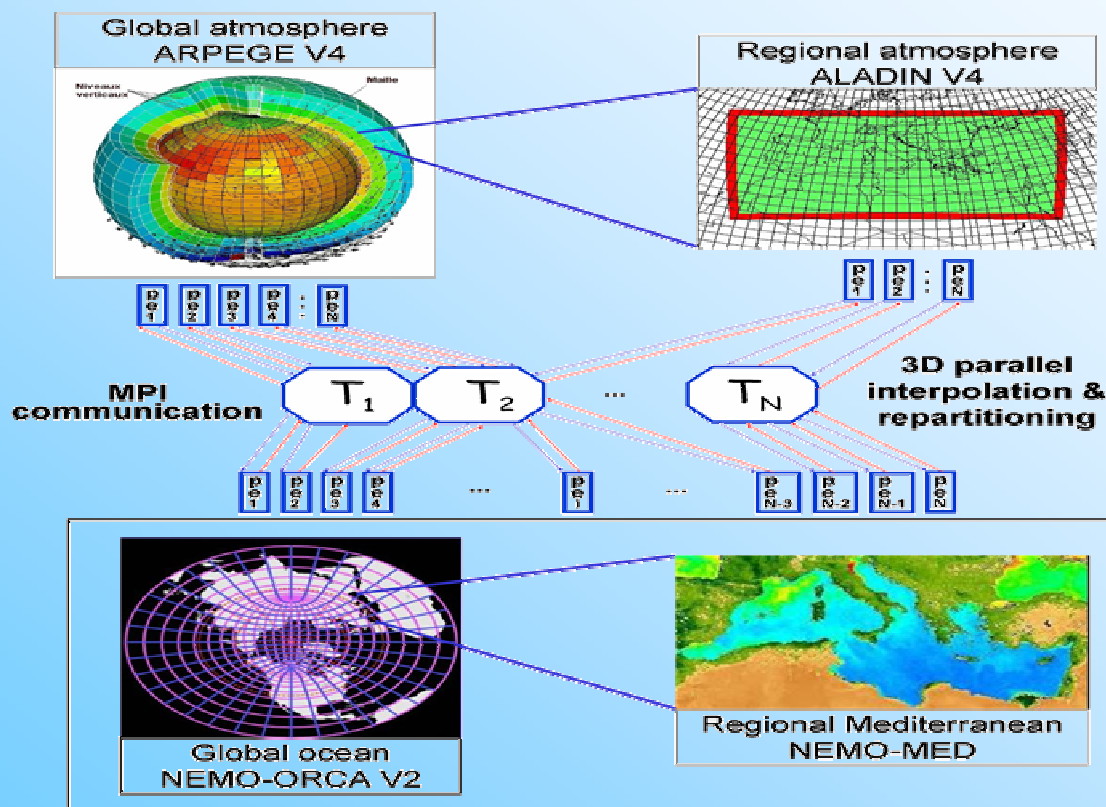 Global atmosphere
ARPEGE V4
Niveaux
verticaux
Maille
Regional atmosphere
ALADIN V4
pe1 pe2 pe3 pe4 ... peN
pe1 pe2 ... peN
MPI
communication
T1 T2 ... TN
3D parallel
interpolation &
repartitioning
pe1 pe2 pe3 pe4 ... pei ... peN-3 peN-2 peN-1 peN
Global ocean
NEMO-ORCA V2
Regional Mediterranean
NEMO-MED